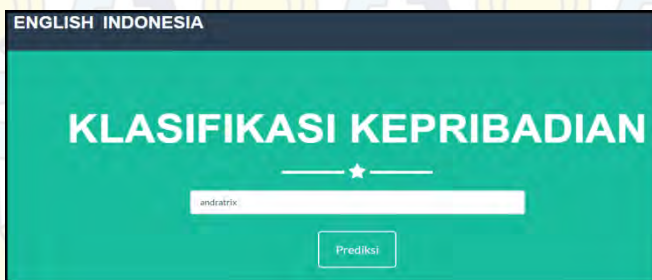 ENGLISH INDONESIA
KLASIFIKASI KEPRIBADIAN
andratrix
Prediksi